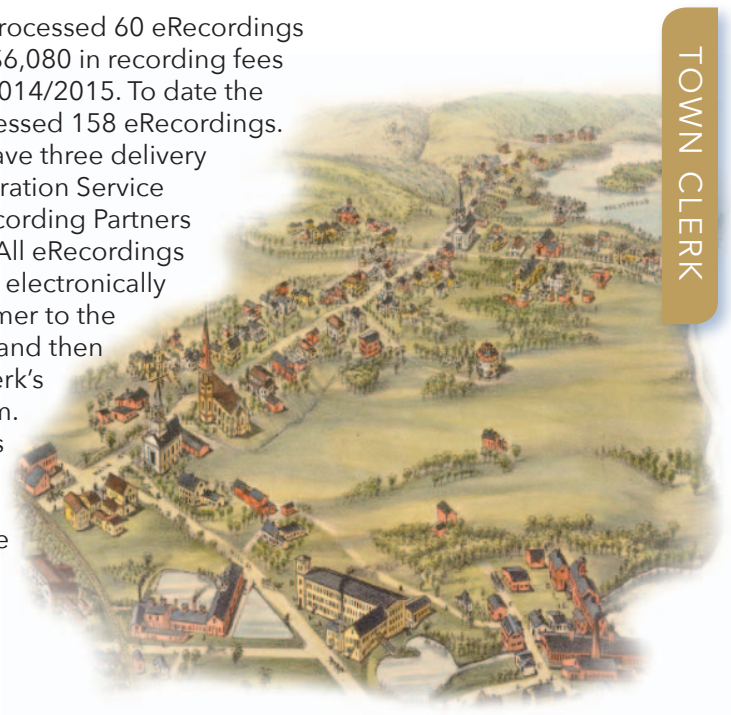 rocessed 60 eRecordings
$6,080 in recording fees
014/2015. To date the
essed 158 eRecordings.
ave three delivery
ration Service
cording Partners
All eRecordings
electronically
mer to the
and then
erk's
m.
s
e
TOWN CLERK